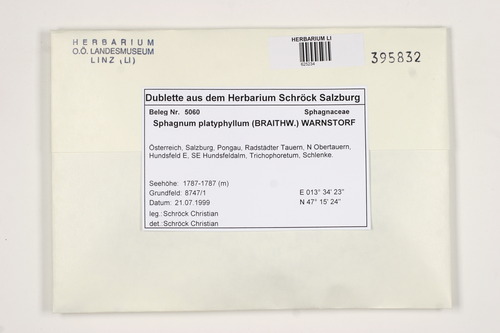 HERBARIUM
O.Ö. LANDESMUSEUM
LINZ (LI)
HERBARIUM LI
625234
395832
Dublette aus dem Herbarium Schröck Salzburg
Beleg Nr. 5060 Sphagnaceae
Sphagnum platyphyllum (BRAITHW.) WARNSTORF
Österreich, Salzburg, Pongau, Radstädter Tauern, N Obertauern,
Hundsfeld E, SE Hundsfeldalm, Trichophoretum, Schlenke.
Seehöhe: 1787-1787 (m)
Grundfeld: 8747/1 E 013° 34' 23"
Datum: 21.07.1999 N 47° 15' 24"
leg.: Schröck Christian
det.: Schröck Christian